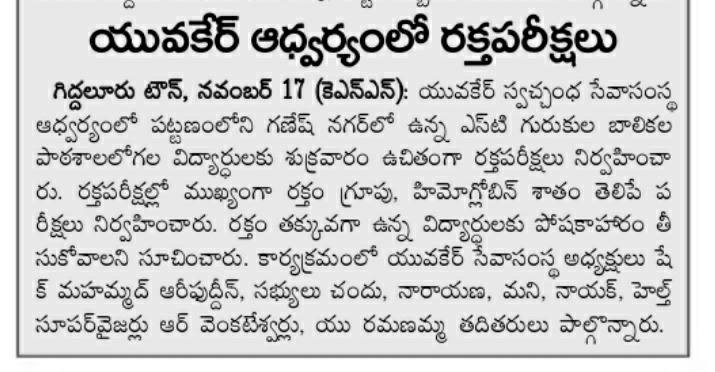 యువకేర్ ఆధ్వర్యంలో రక్తపరీక్షలు
గిద్దలూరు టౌన్, నవంబర్ 17 (కెఎన్ఎన్): యువకేర్ స్వచ్ఛంధ సేవాసంస్థ
ఆధ్వర్యంలో పట్టణంలోని గణేష్ నగర్‌లో ఉన్న ఎస్‌టి గురుకుల బాలికల
పాఠశాలలోగల విద్యార్థులకు శుక్రవారం ఉచితంగా రక్తపరీక్షలు నిర్వహించా
రు. రక్తపరీక్షల్లో ముఖ్యంగా రక్తం గ్రూపు, హిమోగ్లోబిన్ శాతం తెలిపే ప
రీక్షలు నిర్వహించారు. రక్తం తక్కువగా ఉన్న విద్యార్థులకు పోషకాహారం తీ
సుకోవాలని సూచించారు. కార్యక్రమంలో యువకేర్ సేవాసంస్థ అధ్యక్షులు షే
క్ మహమ్మద్ ఆరీఫుద్దీన్, సభ్యులు చందు, నారాయణ, మని, నాయక్, హెల్త్
సూపర్‌వైజర్లు ఆర్ వెంకటేశ్వర్లు, యు రమణమ్మ తదితరులు పాల్గొన్నారు.